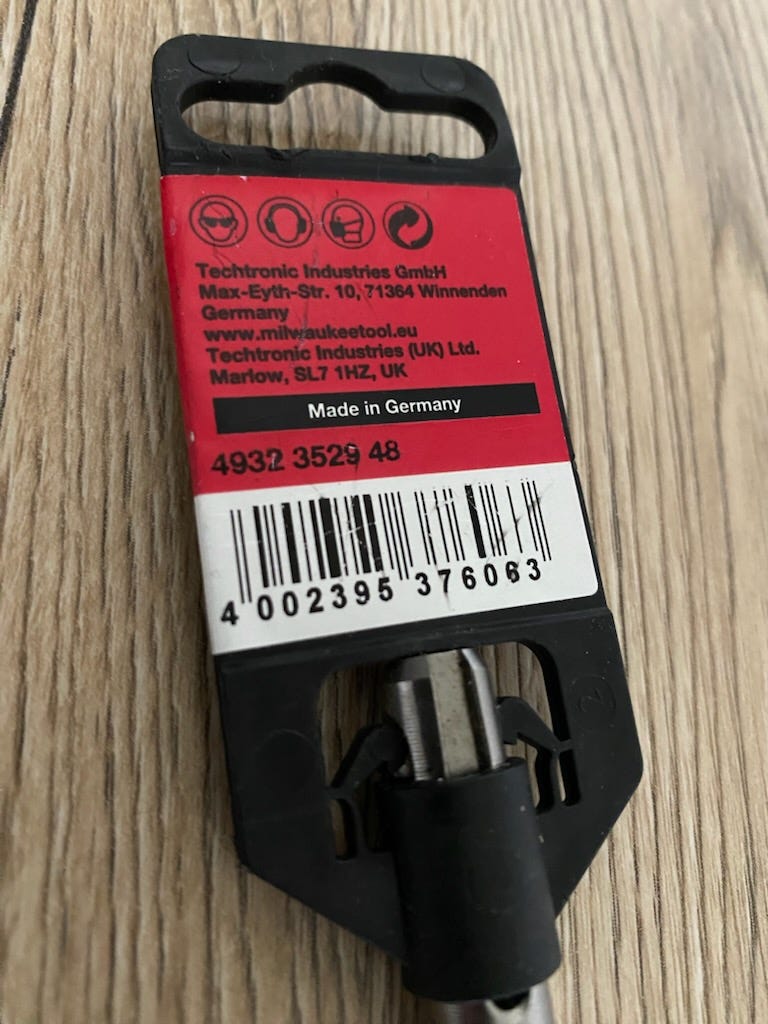 Techtronic Industries GmbH
Max-Eyth-Str. 10, 71364 Winnenden
Germany
www.milwaukeetool.eu
Techtronic Industries (UK) Ltd.
Marlow, SL7 1HZ, UK
Made in Germany
4932 3529 48
4 002395 376063
2